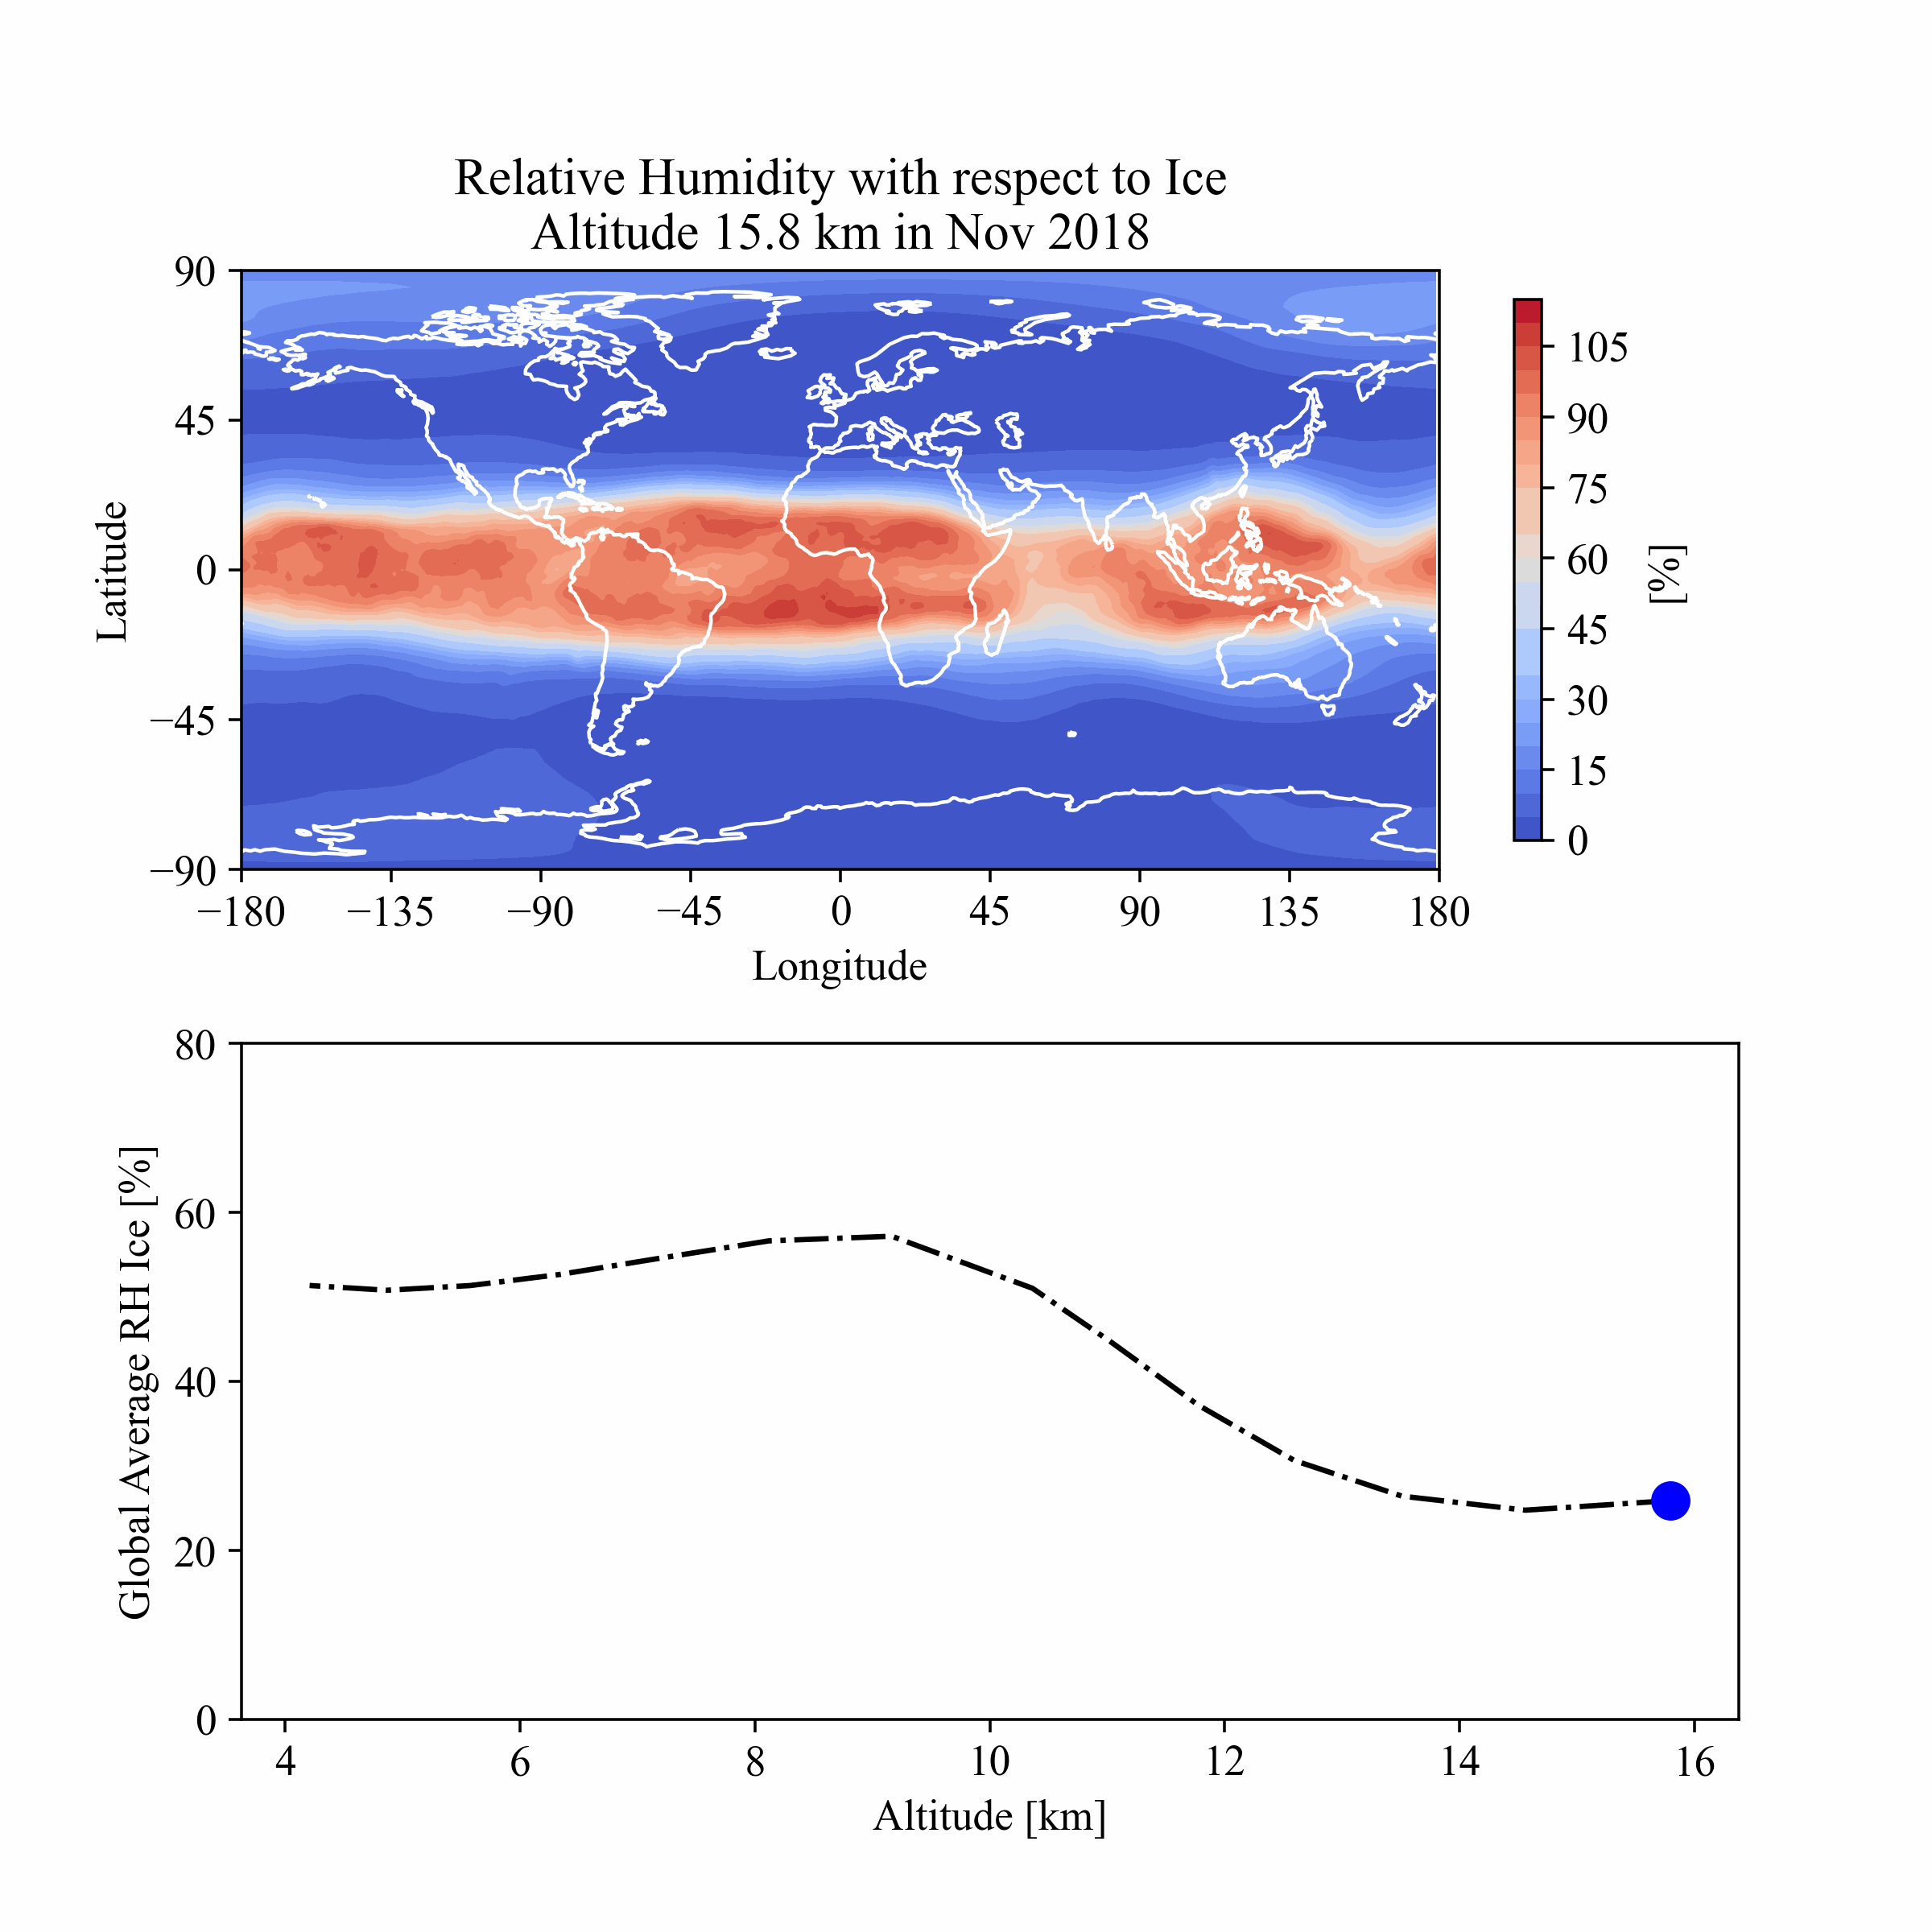 Relative Humidity with respect to Ice
Altitude 15.8 km in Nov 2018
90
45
0
−45
−90
Latitude
−180 −135 −90 −45 0 45 90 135 180
Longitude
105
90
75
60
45
30
15
0
[%]
80
60
40
20
0
Global Average RH Ice [%]
4 6 8 10 12 14 16
Altitude [km]